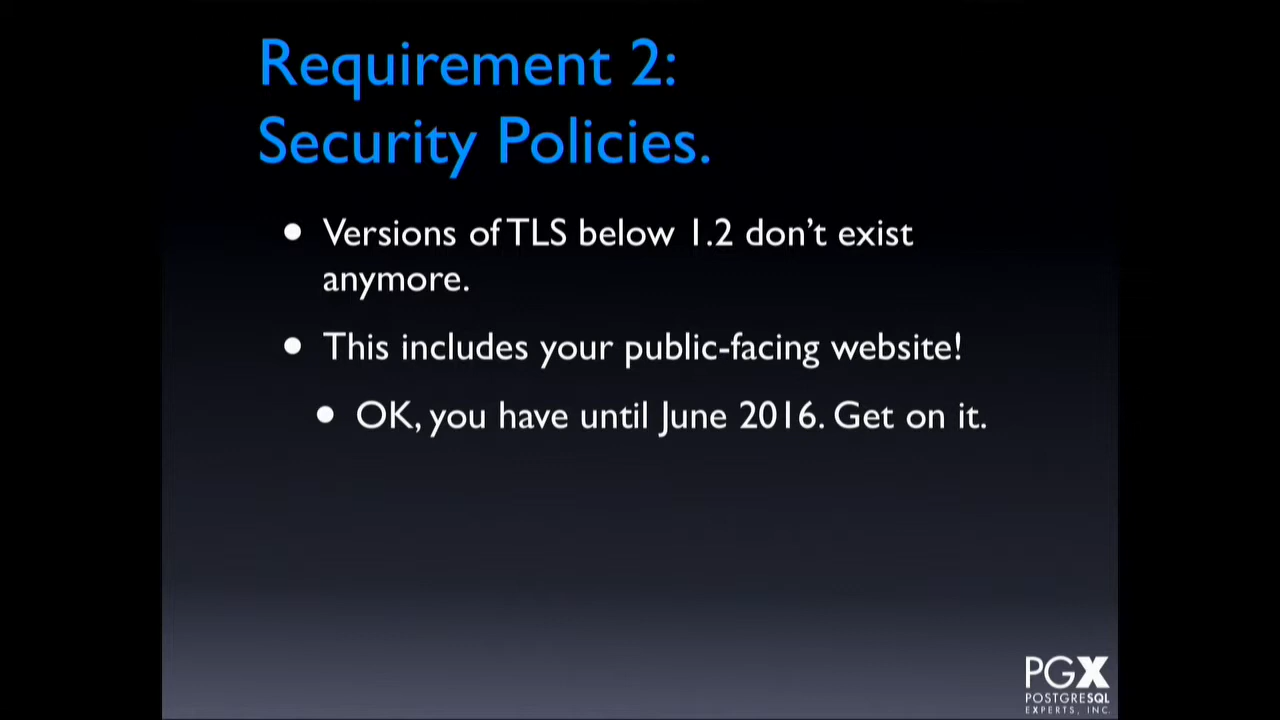 Requirement 2:
Security Policies.
• Versions of TLS below 1.2 don't exist
anymore.
• This includes your public-facing website!
• OK, you have until June 2016. Get on it.
PGX
POSTGRESQL
EXPERTS, INC.